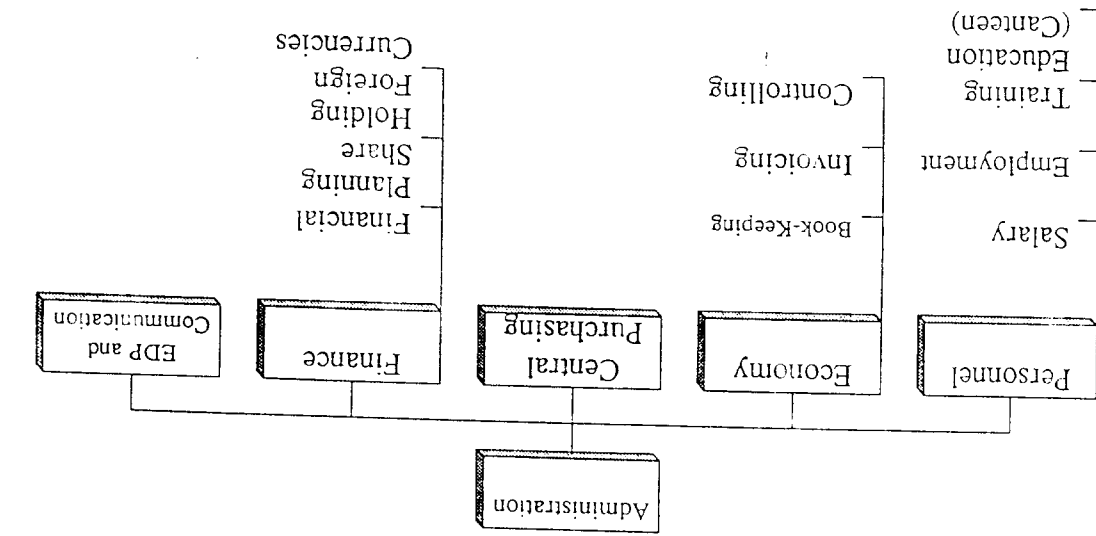 Administration
Personnel
Economy
Central
Purchasing
Finance
EDP and
Communication
Salary
Employment
Training
Education
(Canteen)
Book-Keeping
Invoicing
Controlling
Financial
Planning
Share
Holding
Foreign
Currencies